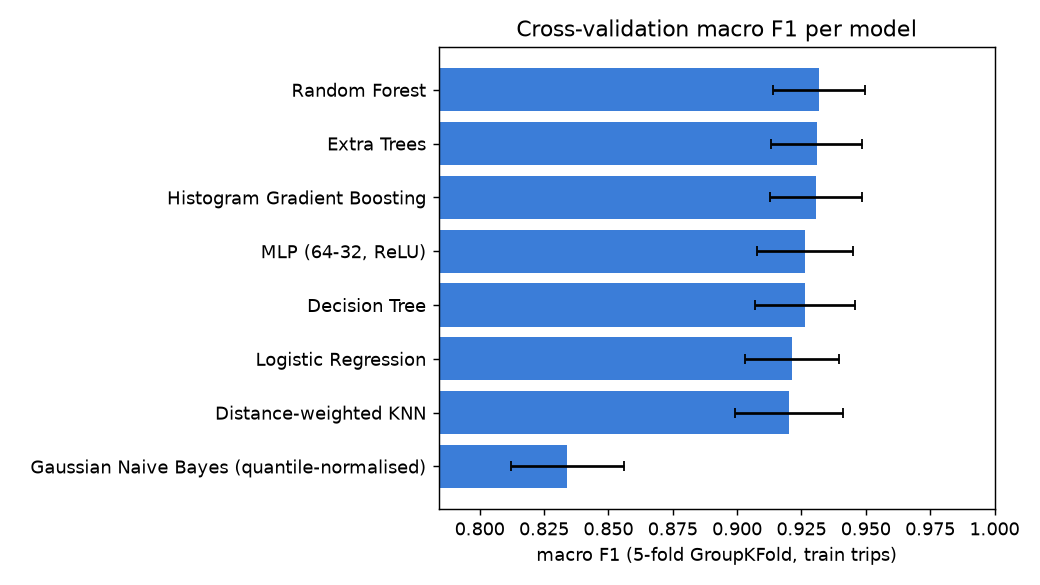 Cross-validation macro F1 per model
Random Forest
Extra Trees
Histogram Gradient Boosting
MLP (64-32, ReLU)
Decision Tree
Logistic Regression
Distance-weighted KNN
Gaussian Naive Bayes (quantile-normalised)
0.800 0.825 0.850 0.875 0.900 0.925 0.950 0.975 1.000
macro F1 (5-fold GroupKFold, train trips)